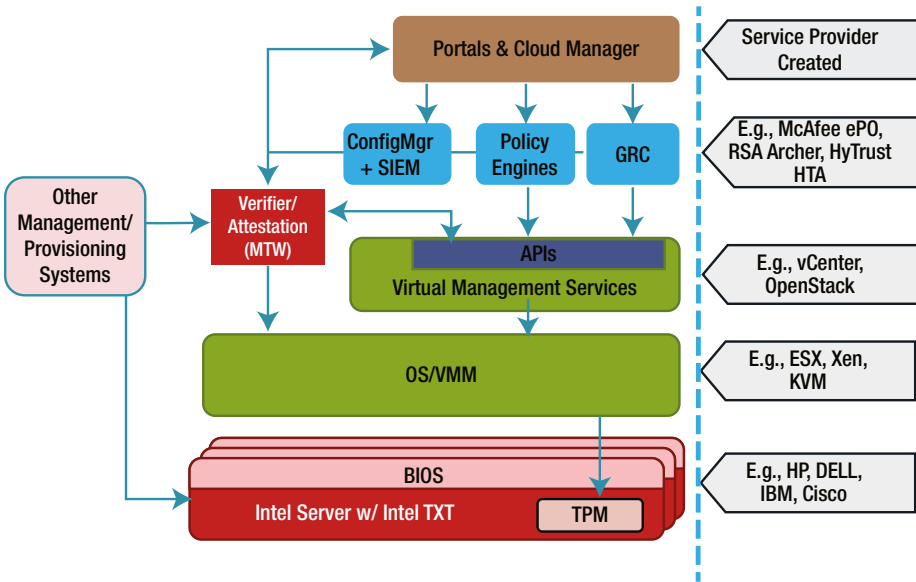 Portals & Cloud Manager
Service Provider
Created
ConfigMgr
+ SIEM
Policy
Engines
GRC
E.g., McAfee ePO,
RSA Archer, HyTrust
HTA
Other
Management/
Provisioning
Systems
Verifier/
Attestation
(MTW)
APIs
Virtual Management Services
E.g., vCenter,
OpenStack
OS/VMM
E.g., ESX, Xen,
KVM
BIOS
Intel Server w/ Intel TXT
TPM
E.g., HP, DELL,
IBM, Cisco